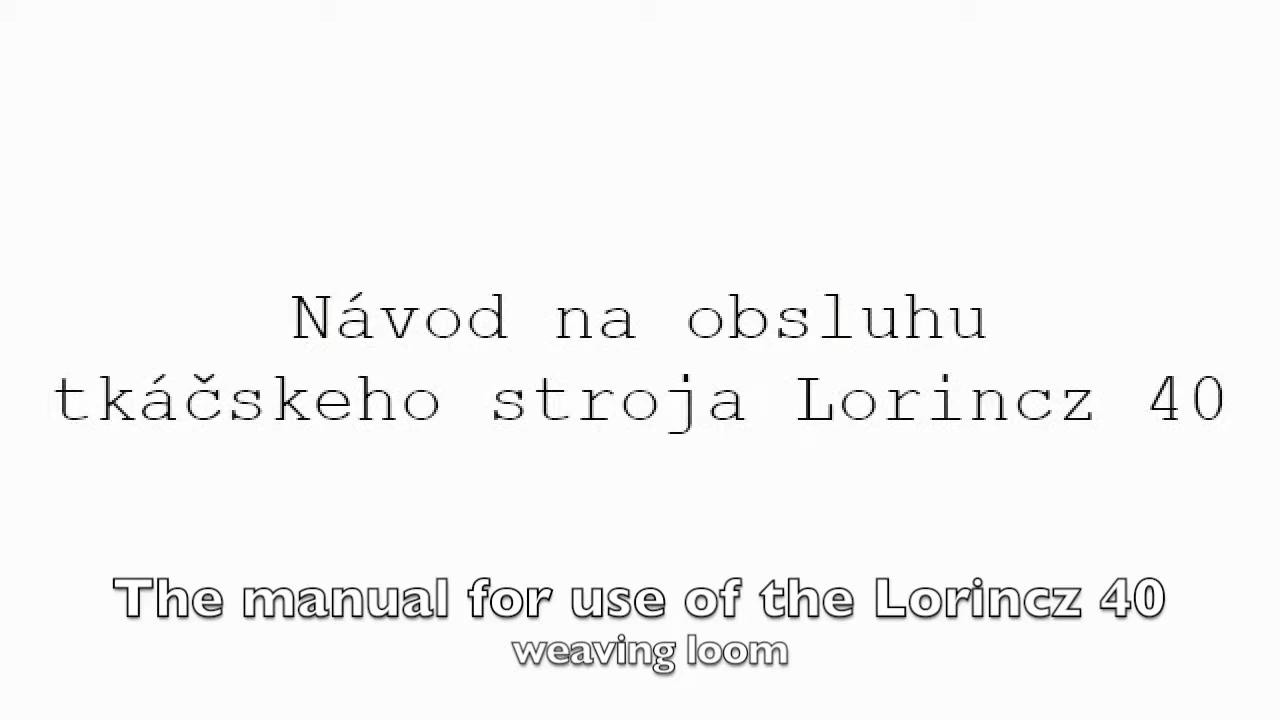 Návod na obsluhu
tkáčskeho stroja Lorincz 40
The manual for use of the Lorincz 40
weaving loom